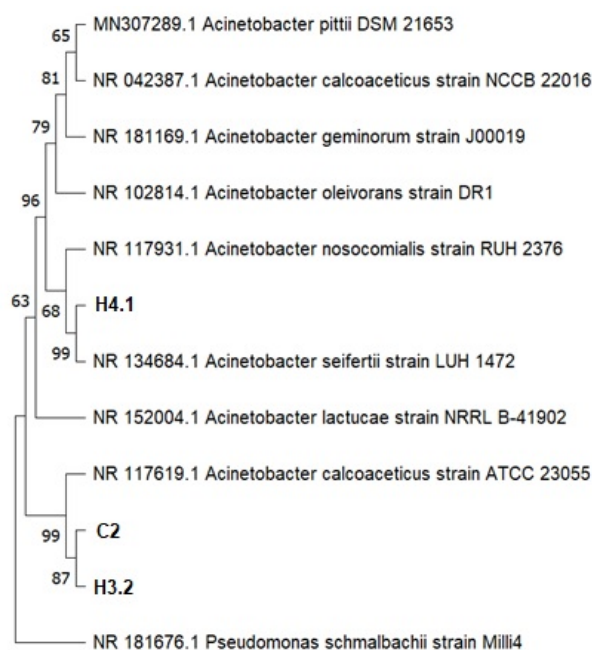 65
MN307289.1 Acinetobacter pittii DSM 21653
81
NR 042387.1 Acinetobacter calcoaceticus strain NCCB 22016
79
NR 181169.1 Acinetobacter geminorum strain J00019
96
NR 102814.1 Acinetobacter oleivorans strain DR1
NR 117931.1 Acinetobacter nosocomialis strain RUH 2376
63
68
H4.1
99
NR 134684.1 Acinetobacter seifertii strain LUH 1472
NR 152004.1 Acinetobacter lactucae strain NRRL B-41902
NR 117619.1 Acinetobacter calcoaceticus strain ATCC 23055
99
C2
87
H3.2
NR 181676.1 Pseudomonas schmalbachii strain Milli4